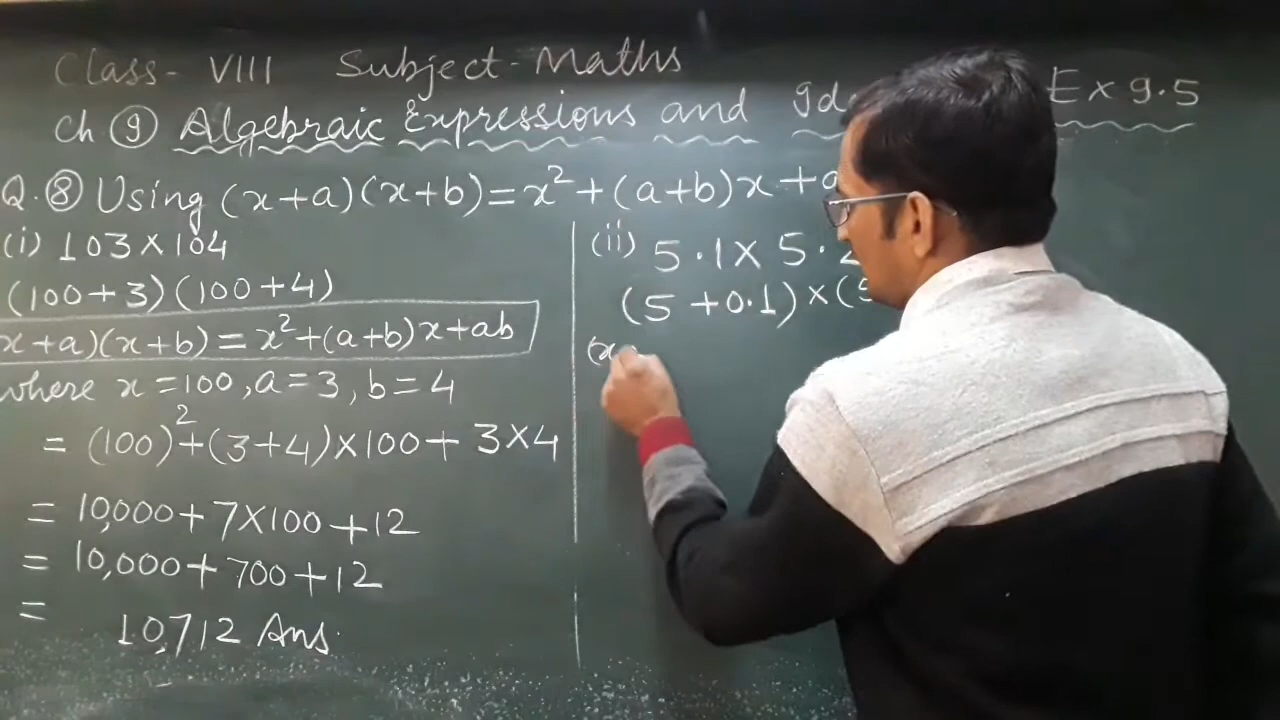 Class- VIII Subject- Maths
Ch ⑨ Algebraic Expressions and Ex 9.5
Q.⑧ Using (x+a)(x+b)=x²+(a+b)x+a
(i) 103×104
(100+3)(100+4)
x+a)(x+b)=x²+(a+b)x+ab
where x=100, a=3, b=4
= (100)²+(3+4)×100+3×4
= 10,000+7×100+12
= 10,000+700+12
= 10,712 Ans.
(ii) 5.1×5.2
(5+0.1)×(5
(x